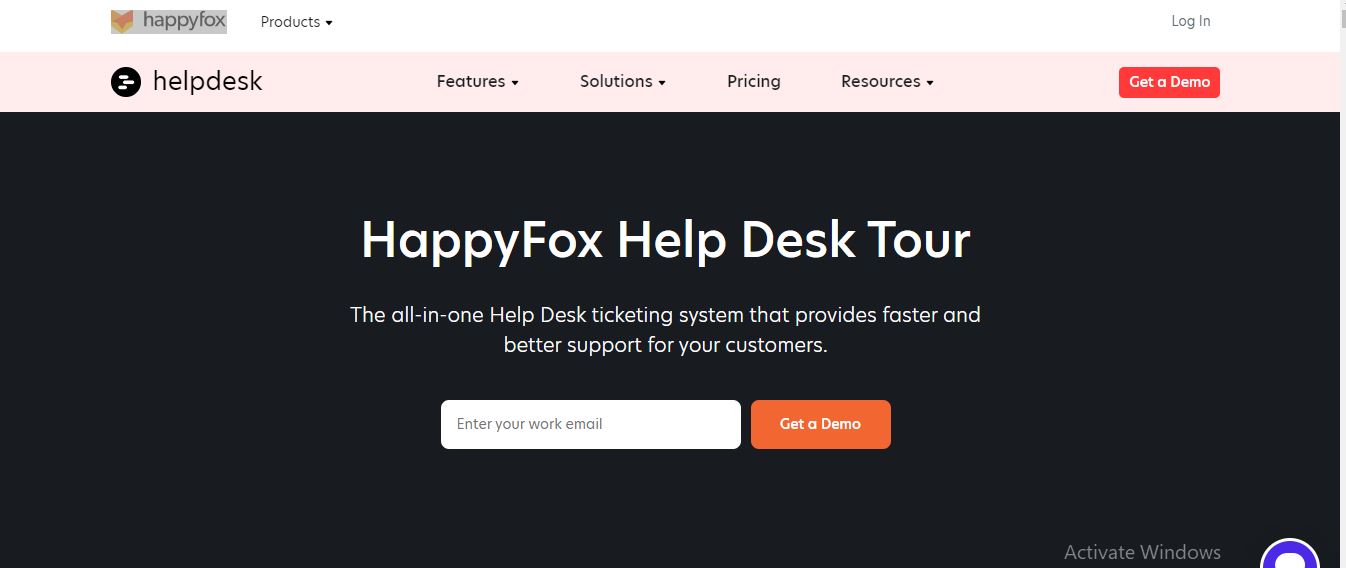 happyfox
Products
Log In
helpdesk
Features
Solutions
Pricing
Resources
Get a Demo
HappyFox Help Desk Tour
The all-in-one Help Desk ticketing system that provides faster and
better support for your customers.
Enter your work email
Get a Demo
Activate Windows